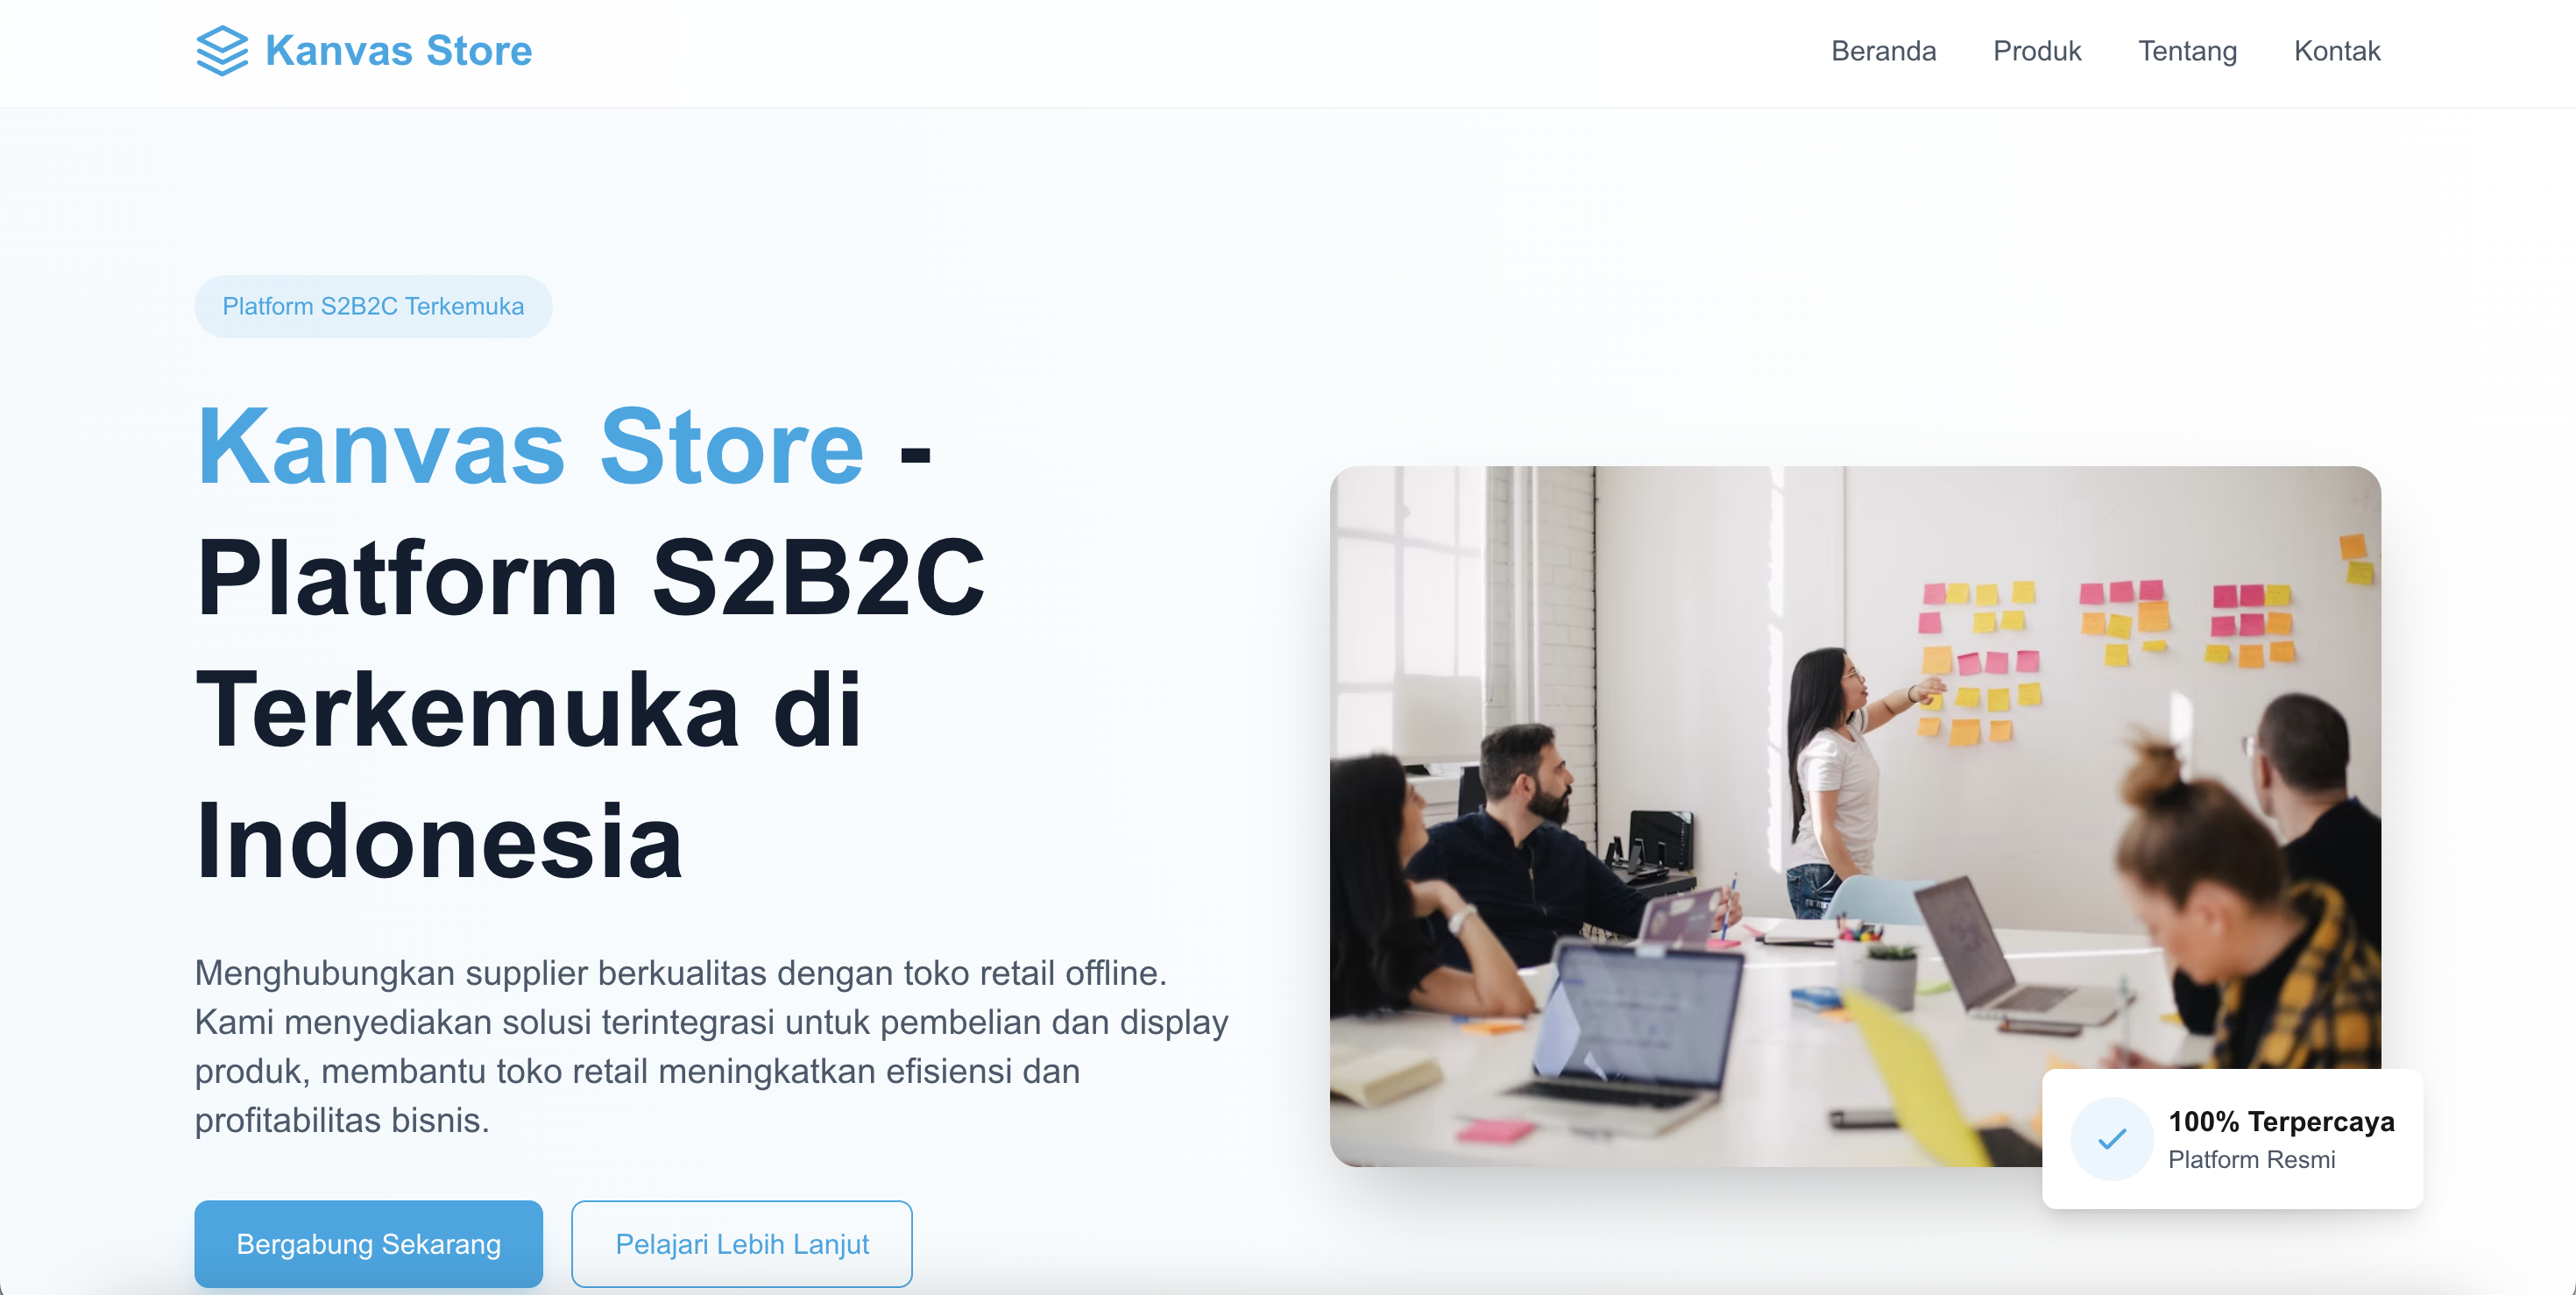 Kanvas Store
Beranda
Produk
Tentang
Kontak
Platform S2B2C Terkemuka
Kanvas Store -
Platform S2B2C
Terkemuka di
Indonesia
Menghubungkan supplier berkualitas dengan toko retail offline.
Kami menyediakan solusi terintegrasi untuk pembelian dan display
produk, membantu toko retail meningkatkan efisiensi dan
profitabilitas bisnis.
Bergabung Sekarang
Pelajari Lebih Lanjut
100% Terpercaya
Platform Resmi